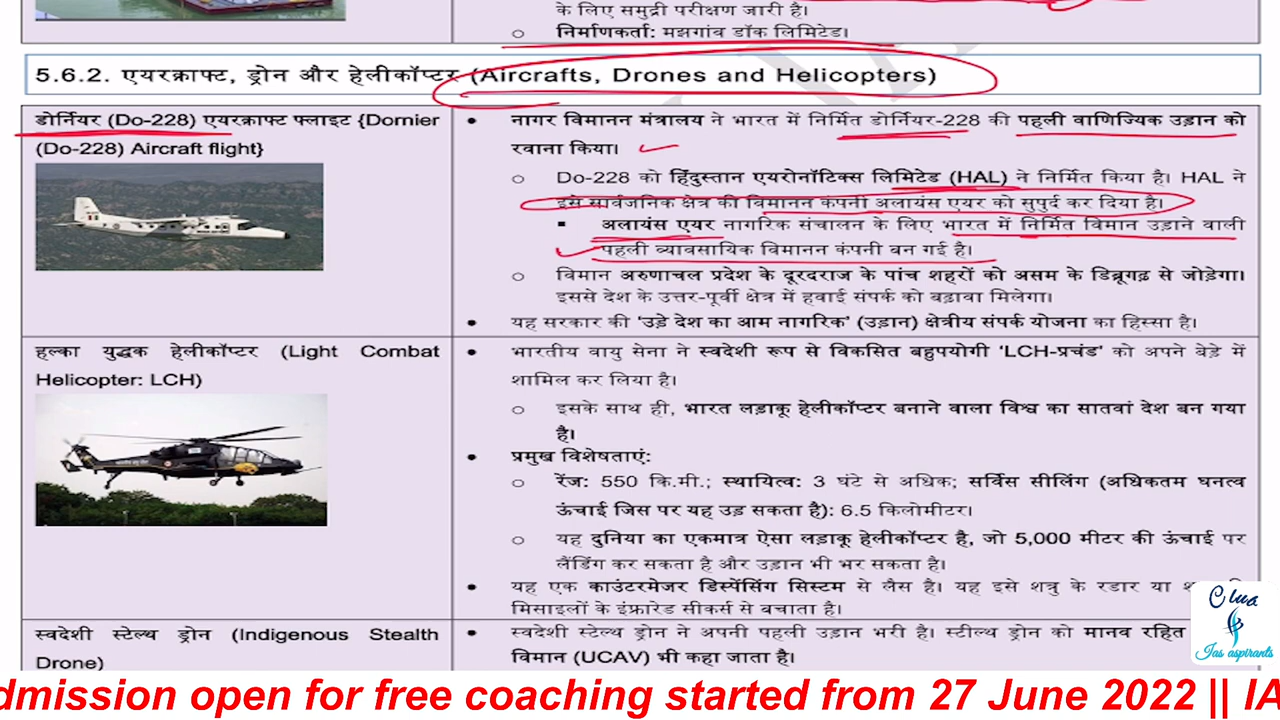 के लिए समुद्री परीक्षण जारी है।
o निर्माणकर्ता: मझगांव डॉक लिमिटेड।
5.6.2. एयरक्राफ्ट, ड्रोन और हेलीकॉप्टर (Aircrafts, Drones and Helicopters)
डोर्नियर (Do-228) एयरक्राफ्ट फ्लाइट {Dornier
(Do-228) Aircraft flight}
• नागर विमानन मंत्रालय ने भारत में निर्मित डोर्नियर-228 की पहली वाणिज्यिक उड़ान को
रवाना किया।
o Do-228 को हिंदुस्तान एयरोनॉटिक्स लिमिटेड (HAL) ने निर्मित किया है। HAL ने
इसे सार्वजनिक क्षेत्र की विमानन कंपनी अलायंस एयर को सुपुर्द कर दिया है।
▪ अलायंस एयर नागरिक संचालन के लिए भारत में निर्मित विमान उड़ाने वाली
पहली व्यावसायिक विमानन कंपनी बन गई है।
o विमान अरुणाचल प्रदेश के दूरदराज के पांच शहरों को असम के डिब्रूगढ़ से जोड़ेगा।
इससे देश के उत्तर-पूर्वी क्षेत्र में हवाई संपर्क को बढ़ावा मिलेगा।
• यह सरकार की 'उड़े देश का आम नागरिक' (उड़ान) क्षेत्रीय संपर्क योजना का हिस्सा है।
हल्का युद्धक हेलीकॉप्टर (Light Combat
Helicopter: LCH)
• भारतीय वायु सेना ने स्वदेशी रूप से विकसित बहुपयोगी 'LCH-प्रचंड' को अपने बेड़े में
शामिल कर लिया है।
o इसके साथ ही, भारत लड़ाकू हेलीकॉप्टर बनाने वाला विश्व का सातवां देश बन गया
है।
• प्रमुख विशेषताएं:
o रेंज: 550 कि.मी.; स्थायित्व: 3 घंटे से अधिक; सर्विस सीलिंग (अधिकतम घनत्व
ऊंचाई जिस पर यह उड़ सकता है): 6.5 किलोमीटर।
o यह दुनिया का एकमात्र ऐसा लड़ाकू हेलीकॉप्टर है, जो 5,000 मीटर की ऊंचाई पर
लैंडिंग कर सकता है और उड़ान भी भर सकता है।
• यह एक काउंटरमेजर डिस्पेंसिंग सिस्टम से लैस है। यह इसे शत्रु के रडार या
मिसाइलों के इंफ्रारेड सीकर्स से बचाता है।
स्वदेशी स्टेल्थ ड्रोन (Indigenous Stealth
Drone)
• स्वदेशी स्टेल्थ ड्रोन ने अपनी पहली उड़ान भरी है। स्टील्थ ड्रोन को मानव रहित
विमान (UCAV) भी कहा जाता है।
Ias aspirants
dmission open for free coaching started from 27 June 2022 || IA